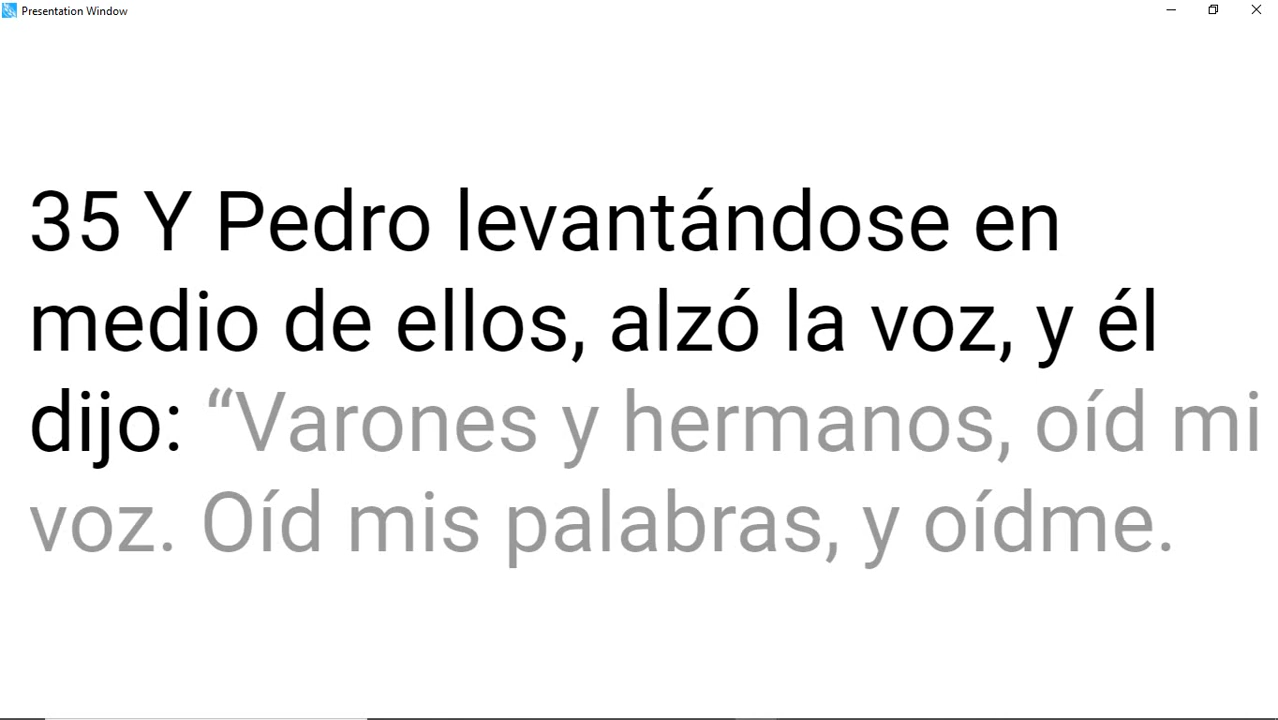 Presentation Window
35 Y Pedro levantándose en
medio de ellos, alzó la voz, y él
dijo: “Varones y hermanos, oíd mi
voz. Oíd mis palabras, y oídme.